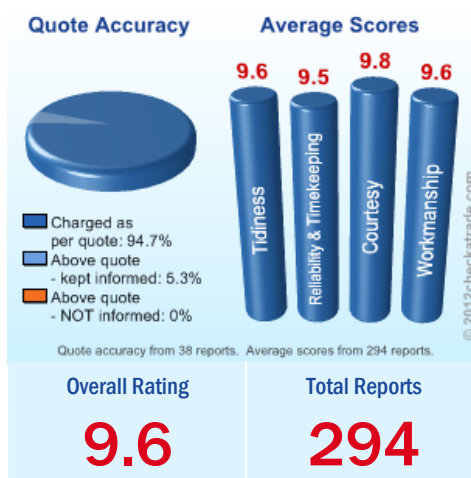 Quote Accuracy
Charged as
per quote: 94.7%
Above quote
- kept informed: 5.3%
Above quote
- NOT informed: 0%
Average Scores
9.6
9.5
9.8
9.6
Tidiness
Reliability & Timekeeping
Courtesy
Workmanship
© 2012checkatrade.com
Quote accuracy from 38 reports. Average scores from 294 reports.
Overall Rating
9.6
Total Reports
294